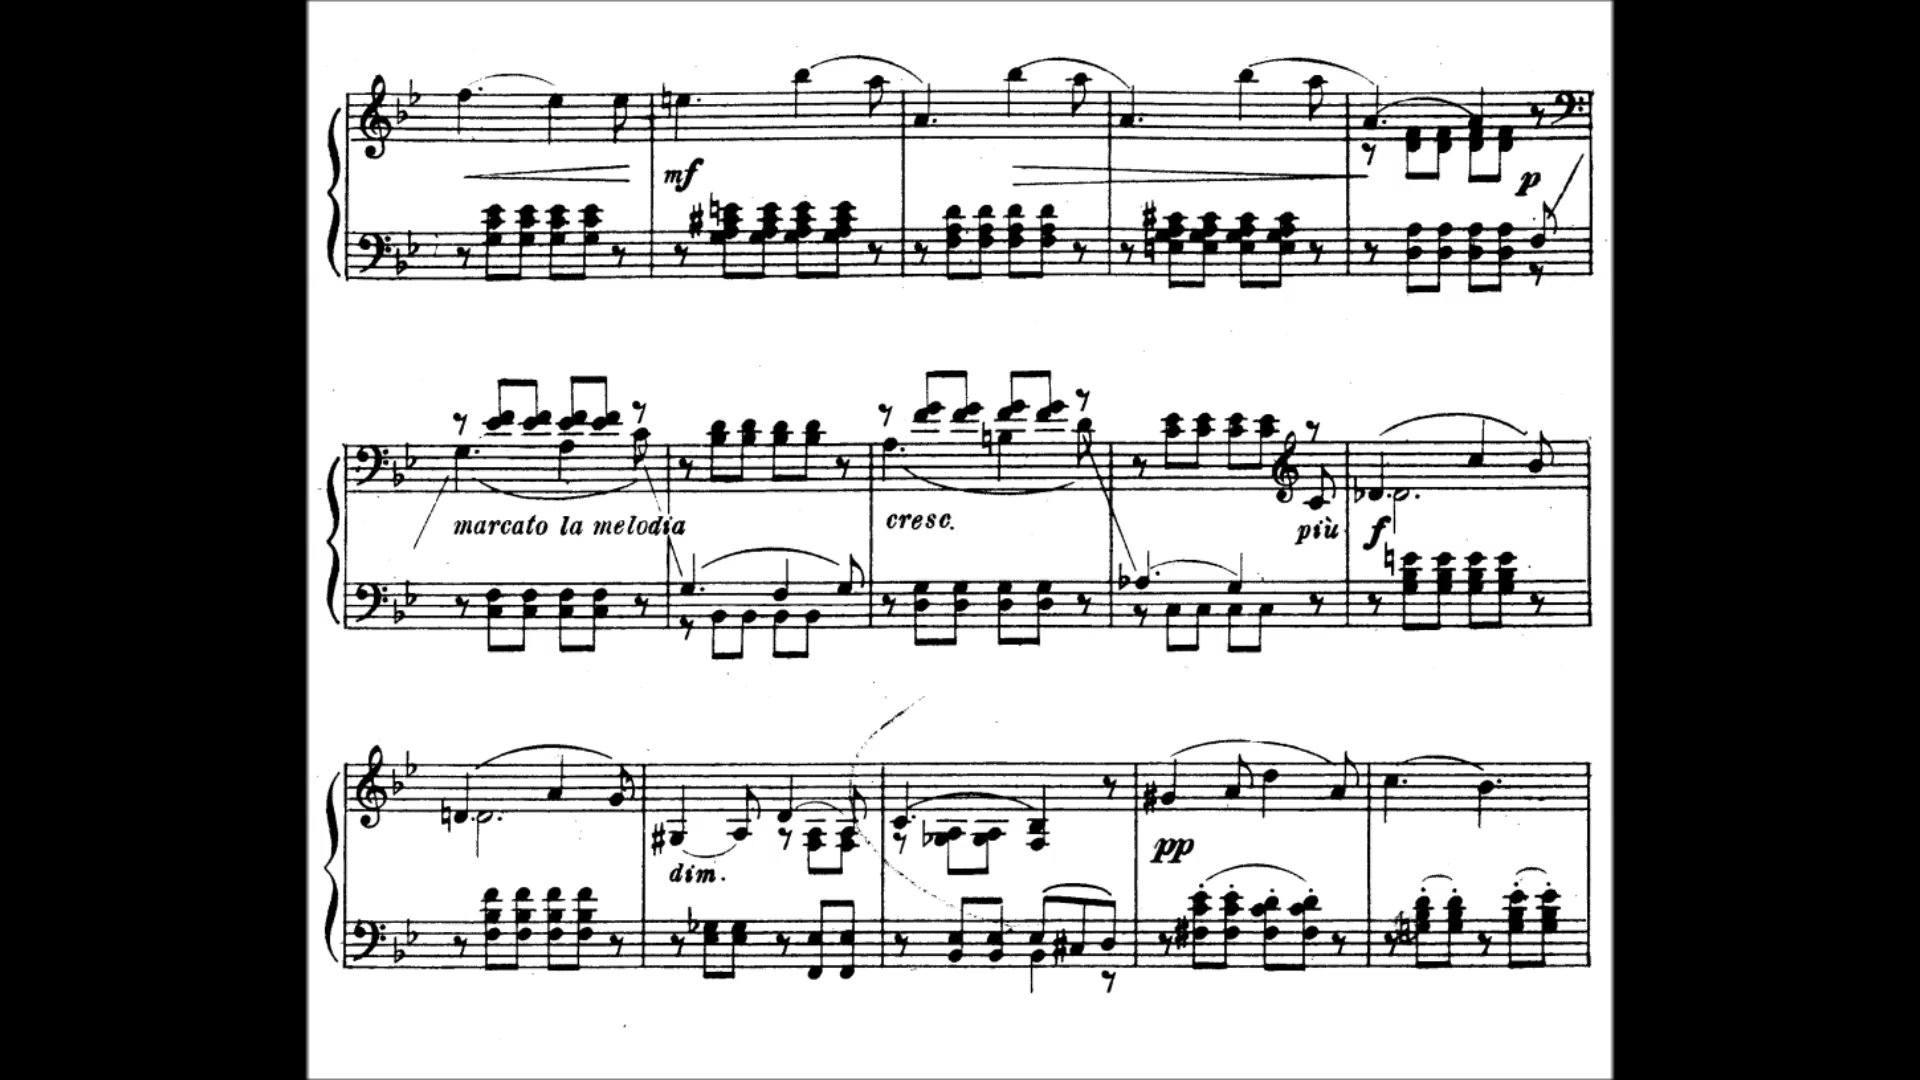 mf
p
marcato la melodia
cresc.
più f
dim.
pp